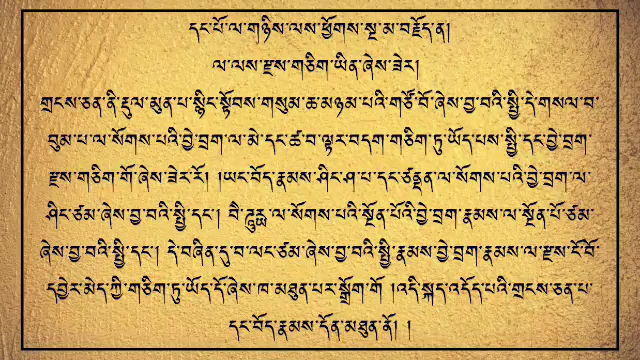 དང་པོ་ལ་གཉིས་ལས་ཕྱོགས་སྔ་མ་བརྗོད་ན།
ལ་ལས་རྫས་གཅིག་ཡིན་ཞེས་ཟེར།
གྲངས་ཅན་ནི་རྡུལ་མུན་པ་སྙིང་སྟོབས་གསུམ་ཆ་མཉམ་པའི་གཙོ་བོ་ཞེས་བྱ་བའི་སྤྱི་དེ་གསལ་བ་
བུམ་པ་ལ་སོགས་པའི་བྱེ་བྲག་ལ་མེ་དང་ཚ་བ་ལྟར་བདག་གཅིག་ཏུ་ཡོད་པས་སྤྱི་དང་བྱེ་བྲག་
རྫས་གཅིག་གོ་ཞེས་ཟེར་རོ། །ཡང་བོད་རྣམས་ཤིང་ཤ་པ་དང་ཙནྡན་ལ་སོགས་པའི་བྱེ་བྲག་ལ་
ཤིང་ཙམ་ཞེས་བྱ་བའི་སྤྱི་དང་། བཻ་ཌཱུརྱ་ལ་སོགས་པའི་སྔོན་པོའི་བྱེ་བྲག་རྣམས་ལ་སྔོན་པོ་ཙམ་
ཞེས་བྱ་བའི་སྤྱི་དང་། དེ་བཞིན་དུ་བ་ལང་ཙམ་ཞེས་བྱ་བའི་སྤྱི་རྣམས་བྱེ་བྲག་རྣམས་ལ་རྫས་ངོ་བོ་
དབྱེར་མེད་ཀྱི་གཅིག་ཏུ་ཡོད་དོ་ཞེས་ཁ་མཐུན་པར་སྒྲོག་གོ །འདི་སྐད་འདོད་པའི་གྲངས་ཅན་པ་
དང་བོད་རྣམས་དོན་མཐུན་ནོ། །